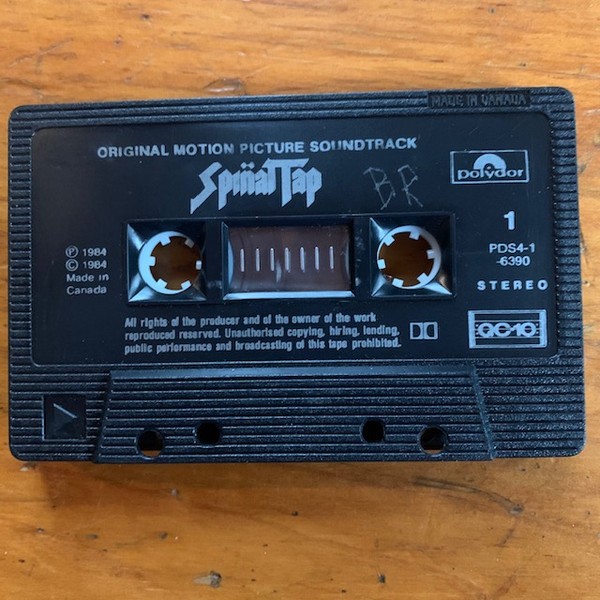 MADE IN CANADA
ORIGINAL MOTION PICTURE SOUNDTRACK
Spın̈al Tap
BR
polydor
1
PDS4-1
-6390
STEREO
℗ 1984
© 1984
Made in
Canada
All rights of the producer and of the owner of the work
reproduced reserved. Unauthorised copying, hiring, lending,
public performance and broadcasting of this tape prohibited.
QC-10